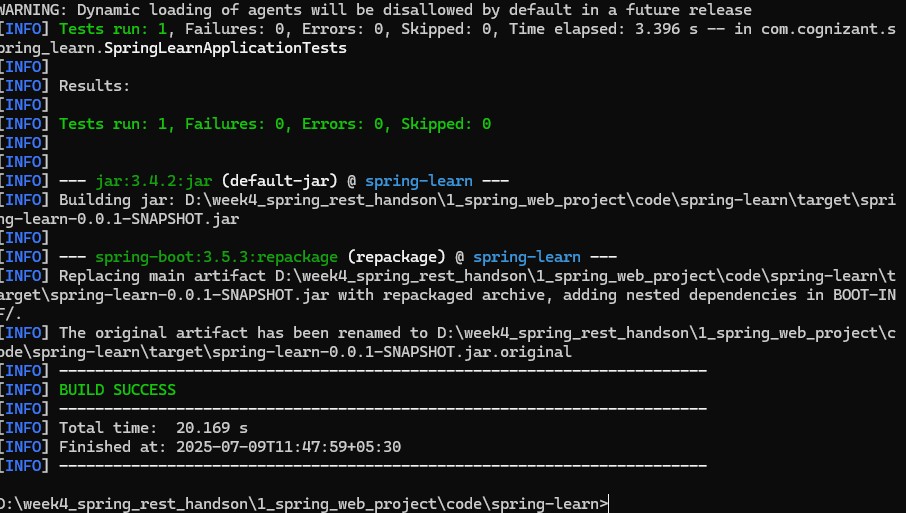 WARNING: Dynamic loading of agents will be disallowed by default in a future release
[INFO] Tests run: 1, Failures: 0, Errors: 0, Skipped: 0, Time elapsed: 3.396 s -- in com.cognizant.s
pring_learn.SpringLearnApplicationTests
[INFO]
[INFO] Results:
[INFO]
[INFO] Tests run: 1, Failures: 0, Errors: 0, Skipped: 0
[INFO]
[INFO]
[INFO] --- jar:3.4.2:jar (default-jar) @ spring-learn ---
[INFO] Building jar: D:\week4_spring_rest_handson\1_spring_web_project\code\spring-learn\target\spri
ng-learn-0.0.1-SNAPSHOT.jar
[INFO]
[INFO] --- spring-boot:3.5.3:repackage (repackage) @ spring-learn ---
[INFO] Replacing main artifact D:\week4_spring_rest_handson\1_spring_web_project\code\spring-learn\t
arget\spring-learn-0.0.1-SNAPSHOT.jar with repackaged archive, adding nested dependencies in BOOT-IN
F/.
[INFO] The original artifact has been renamed to D:\week4_spring_rest_handson\1_spring_web_project\c
ode\spring-learn\target\spring-learn-0.0.1-SNAPSHOT.jar.original
[INFO] ------------------------------------------------------------------------
[INFO] BUILD SUCCESS
[INFO] ------------------------------------------------------------------------
[INFO] Total time:  20.169 s
[INFO] Finished at: 2025-07-09T11:47:59+05:30
[INFO] ------------------------------------------------------------------------
D:\week4_spring_rest_handson\1_spring_web_project\code\spring-learn>